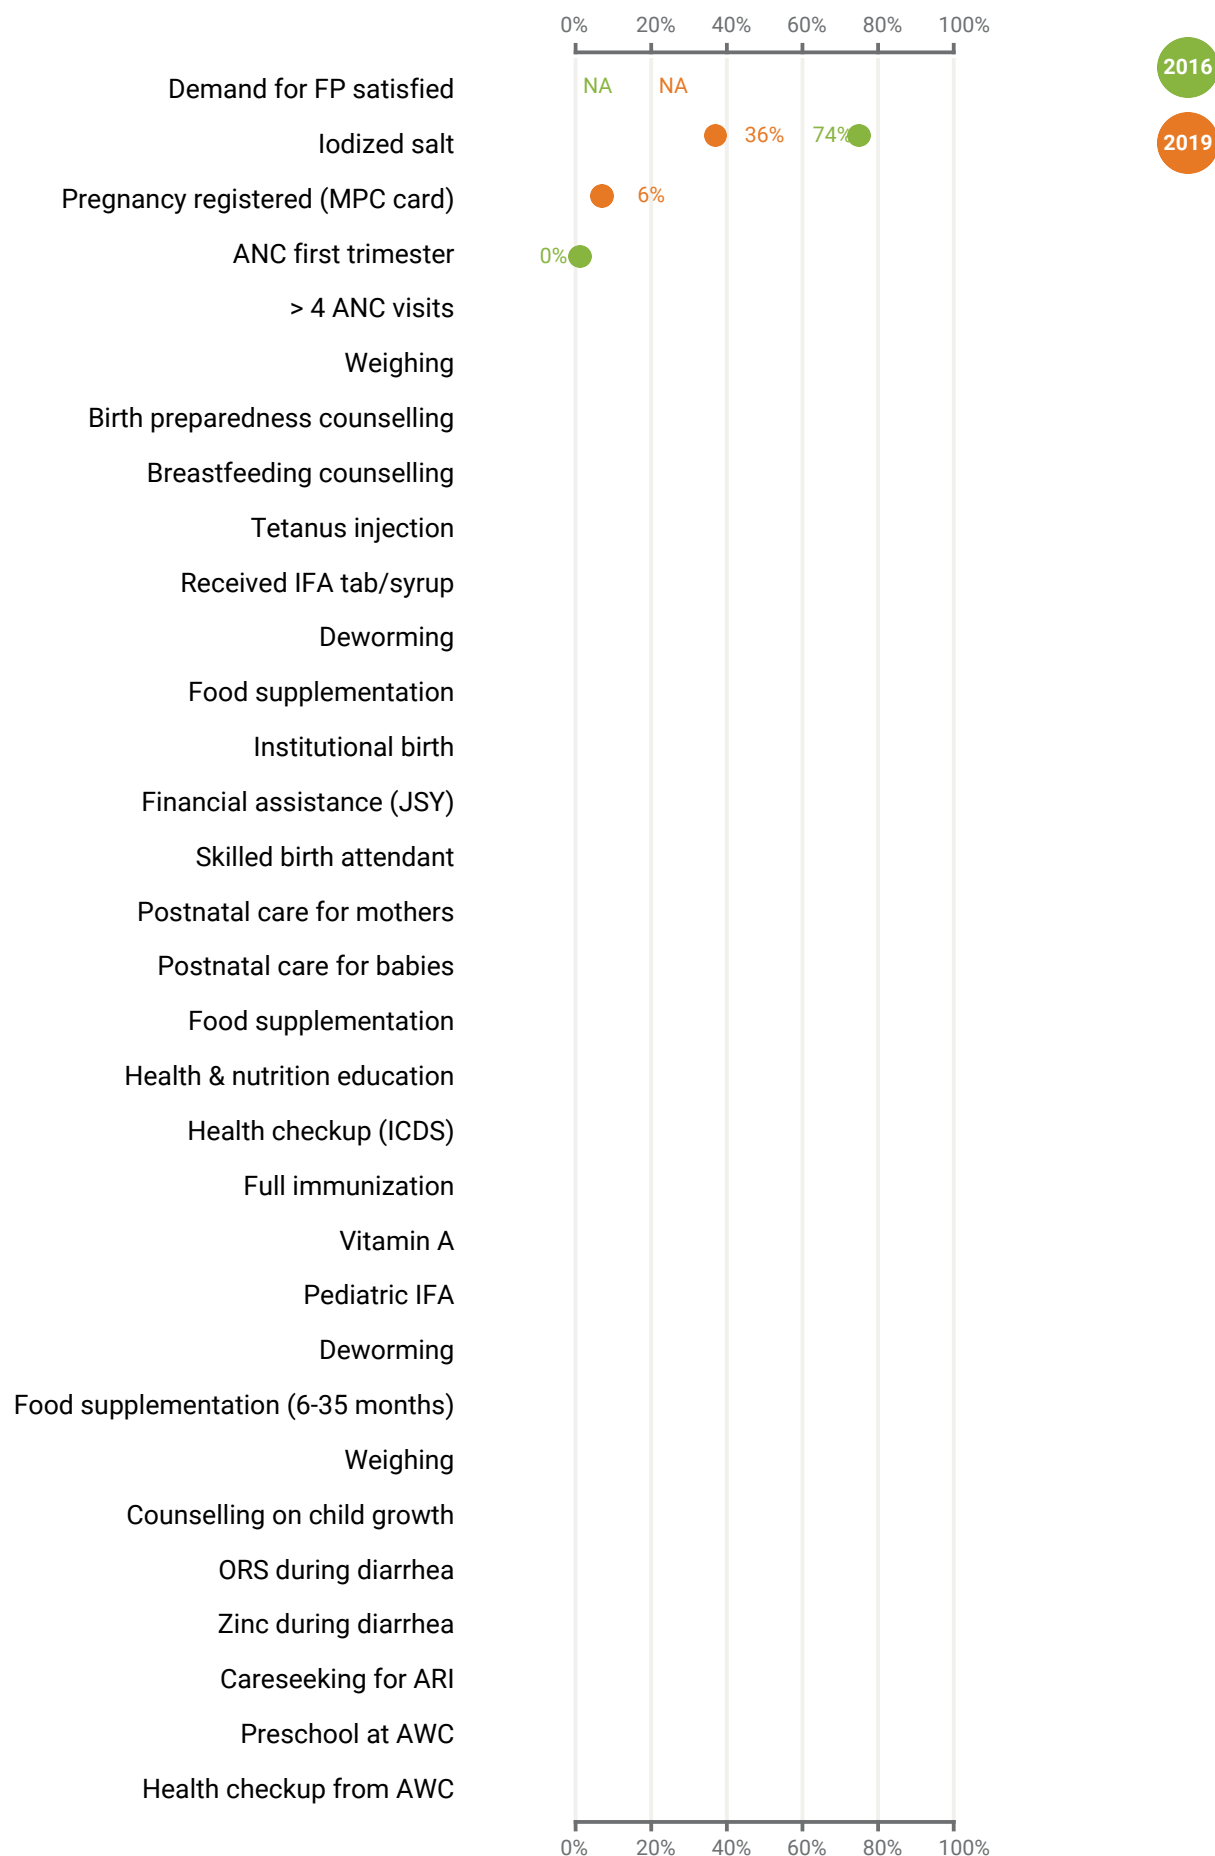 0% 20% 40% 60% 80% 100%
2016
Demand for FP satisfied NA NA
Iodized salt 36% 74%
2019
Pregnancy registered (MPC card) 6%
ANC first trimester 0%
> 4 ANC visits
Weighing
Birth preparedness counselling
Breastfeeding counselling
Tetanus injection
Received IFA tab/syrup
Deworming
Food supplementation
Institutional birth
Financial assistance (JSY)
Skilled birth attendant
Postnatal care for mothers
Postnatal care for babies
Food supplementation
Health & nutrition education
Health checkup (ICDS)
Full immunization
Vitamin A
Pediatric IFA
Deworming
Food supplementation (6-35 months)
Weighing
Counselling on child growth
ORS during diarrhea
Zinc during diarrhea
Careseeking for ARI
Preschool at AWC
Health checkup from AWC
0% 20% 40% 60% 80% 100%